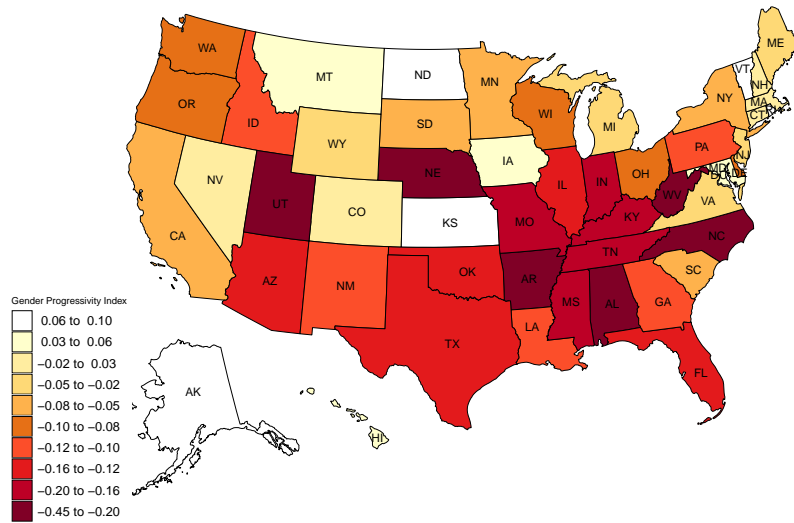 WA
MT
ND
MN
ME
VT
NH
OR
ID
SD
WI
MI
NY
MA
CT
RI
WY
NE
IA
PA
NJ
NV
UT
CO
KS
MO
IL
IN
OH
MD
DE
DC
WV
VA
CA
KY
NC
TN
AZ
NM
OK
AR
MS
AL
GA
SC
TX
LA
FL
AK
HI
Gender Progressivity Index
0.06 to 0.10
0.03 to 0.06
−0.02 to 0.03
−0.05 to −0.02
−0.08 to −0.05
−0.10 to −0.08
−0.12 to −0.10
−0.16 to −0.12
−0.20 to −0.16
−0.45 to −0.20